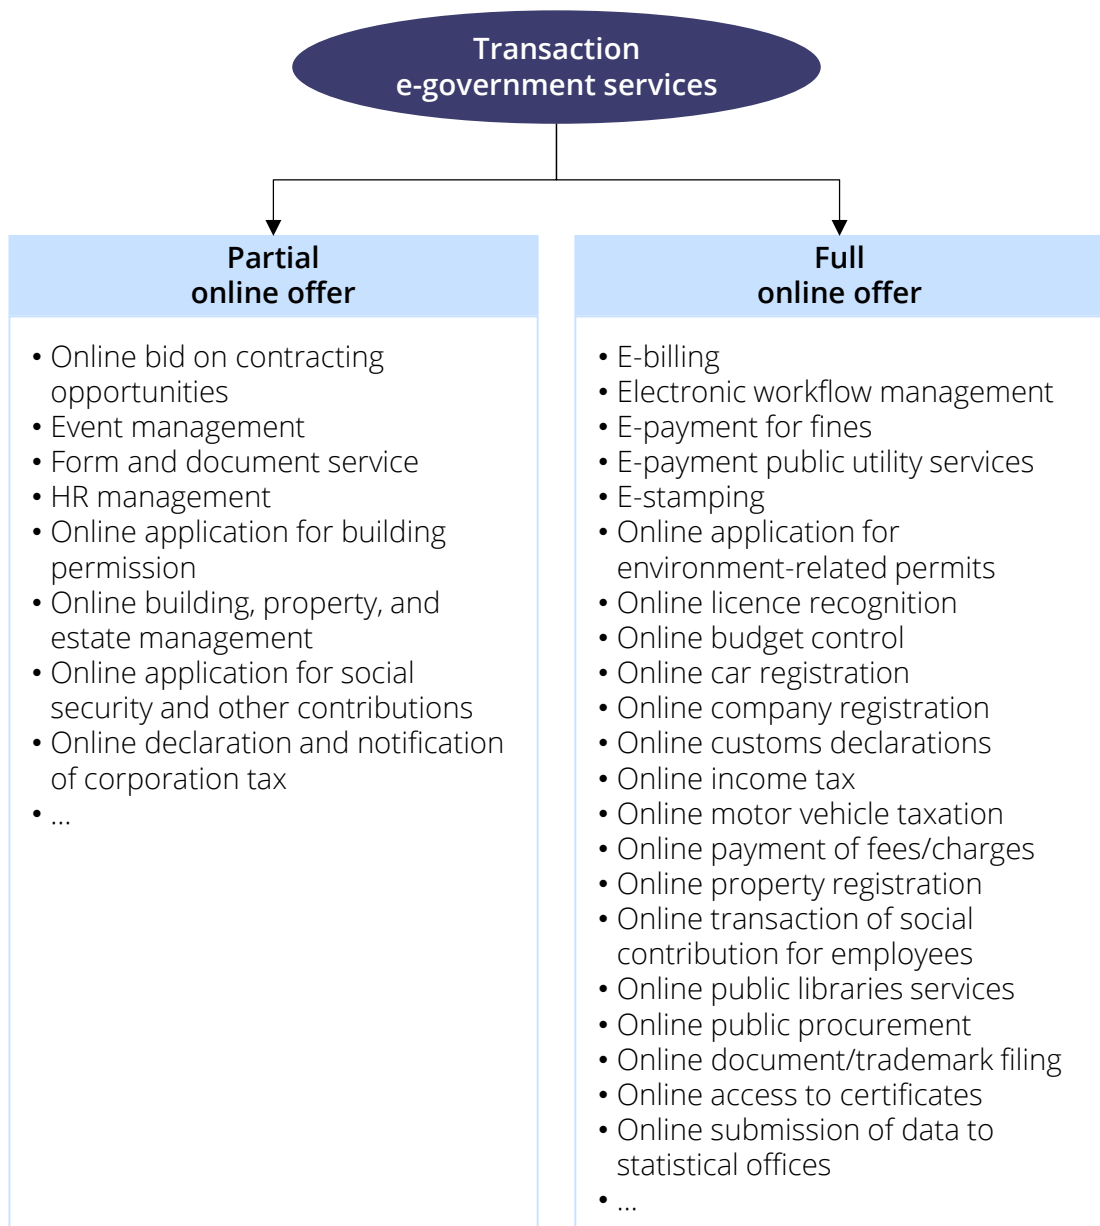 Transaction
e-government services
Partial
online offer
• Online bid on contracting
opportunities
• Event management
• Form and document service
• HR management
• Online application for building
permission
• Online building, property, and
estate management
• Online application for social
security and other contributions
• Online declaration and notification
of corporation tax
• ...
Full
online offer
• E-billing
• Electronic workflow management
• E-payment for fines
• E-payment public utility services
• E-stamping
• Online application for
environment-related permits
• Online licence recognition
• Online budget control
• Online car registration
• Online company registration
• Online customs declarations
• Online income tax
• Online motor vehicle taxation
• Online payment of fees/charges
• Online property registration
• Online transaction of social
contribution for employees
• Online public libraries services
• Online public procurement
• Online document/trademark filing
• Online access to certificates
• Online submission of data to
statistical offices
• ...